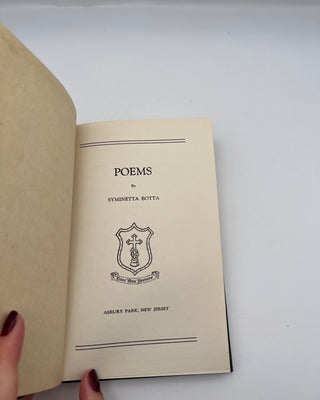 POEMS
By
SYMINETTA BOTTA
ASBURY PARK, NEW JERSEY